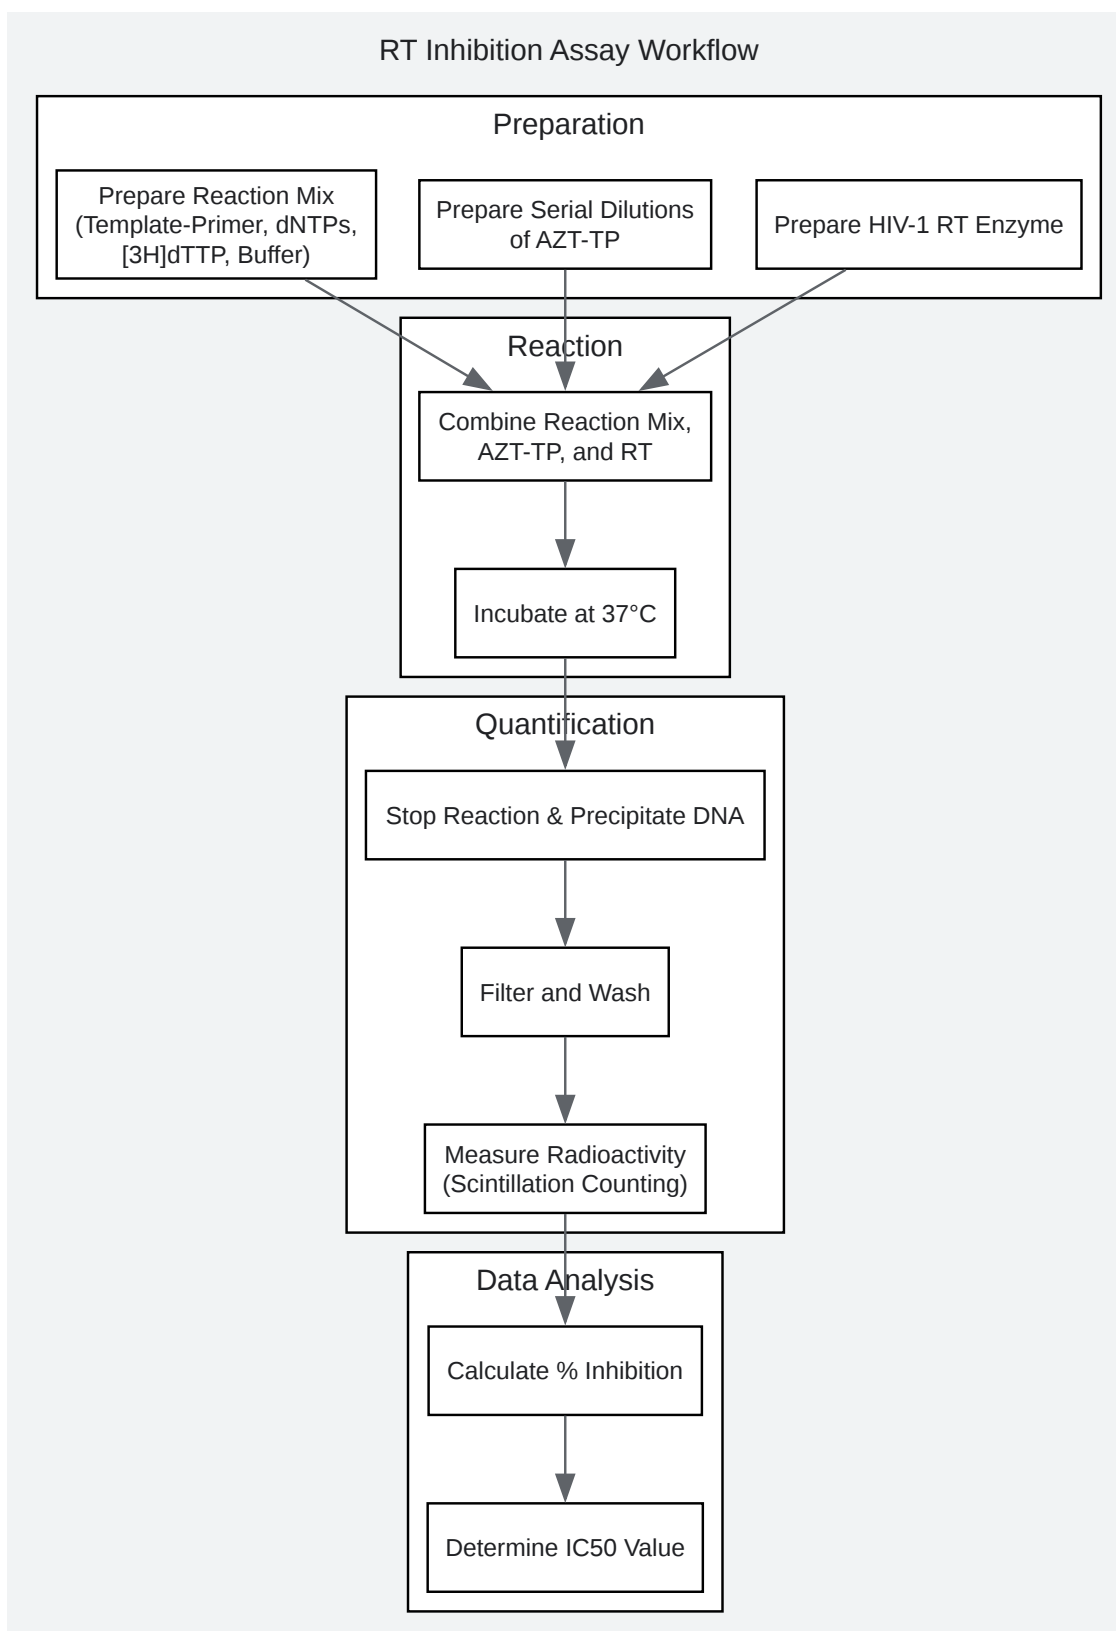 RT Inhibition Assay Workflow
Preparation
Prepare Reaction Mix
(Template-Primer, dNTPs,
[3H]dTTP, Buffer)
Prepare Serial Dilutions
of AZT-TP
Prepare HIV-1 RT Enzyme
Reaction
Combine Reaction Mix,
AZT-TP, and RT
Incubate at 37°C
Quantification
Stop Reaction & Precipitate DNA
Filter and Wash
Measure Radioactivity
(Scintillation Counting)
Data Analysis
Calculate % Inhibition
Determine IC50 Value